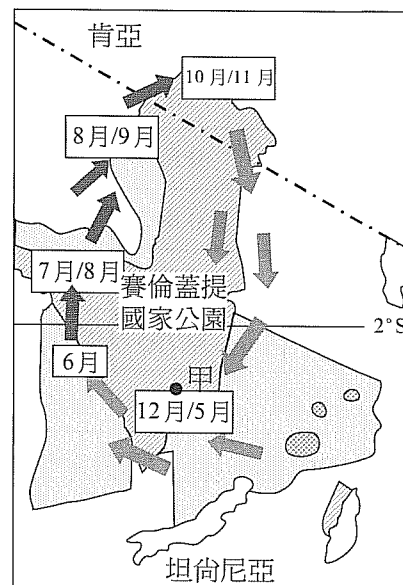 肯亞
10月/11月
8月/9月
7月/8月
賽倫蓋提
國家公園
2°S
6月
甲
12月/5月
坦尙尼亞